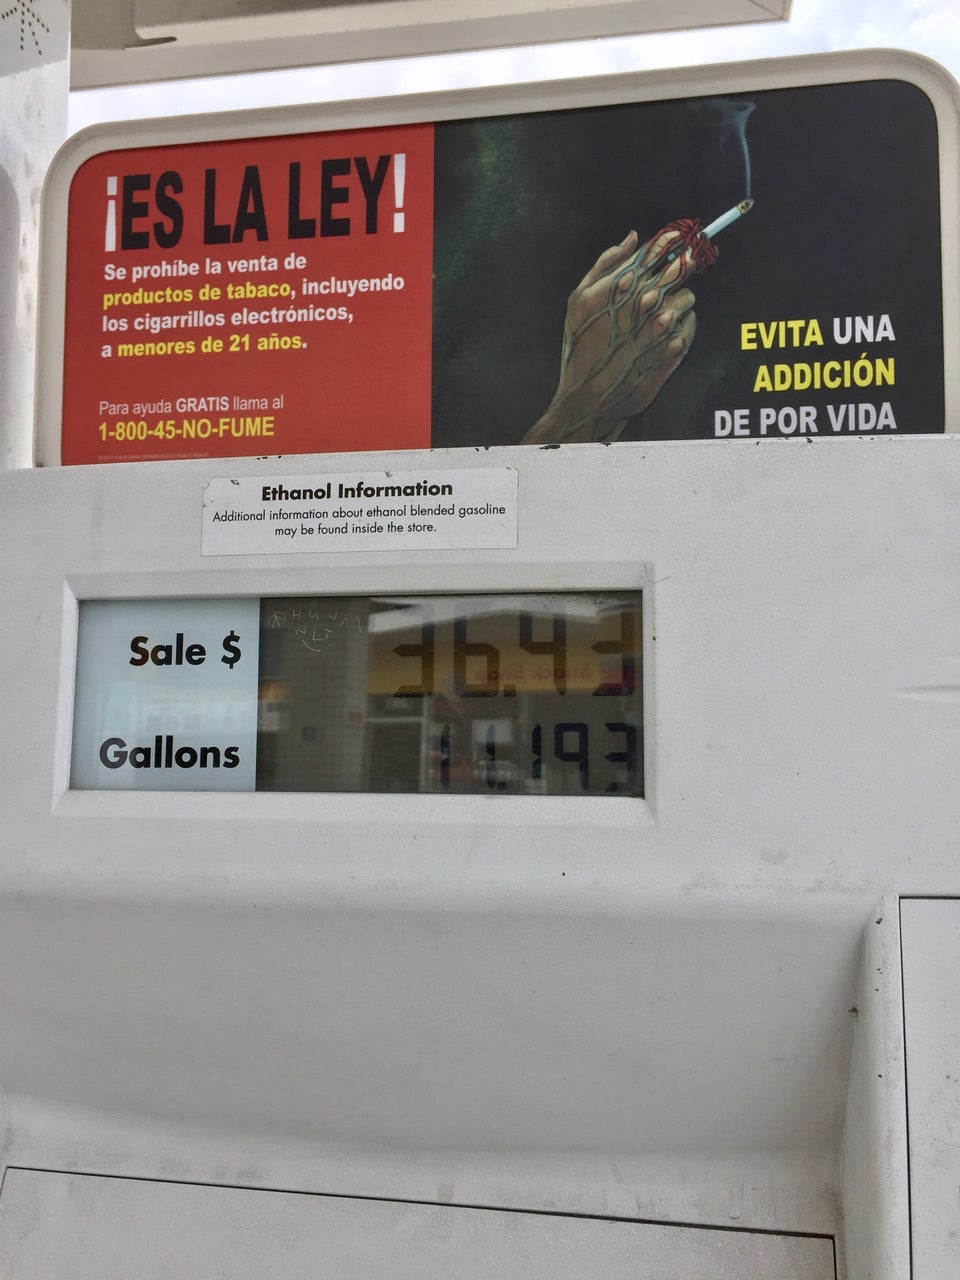 ¡ES LA LEY!
Se prohíbe la venta de
productos de tabaco, incluyendo
los cigarrillos electrónicos,
a menores de 21 años.
Para ayuda GRATIS llama al
1-800-45-NO-FUME
EVITA UNA
ADDICIÓN
DE POR VIDA
Ethanol Information
Additional information about ethanol blended gasoline
may be found inside the store.
Sale $ 36.43
Gallons 11.193